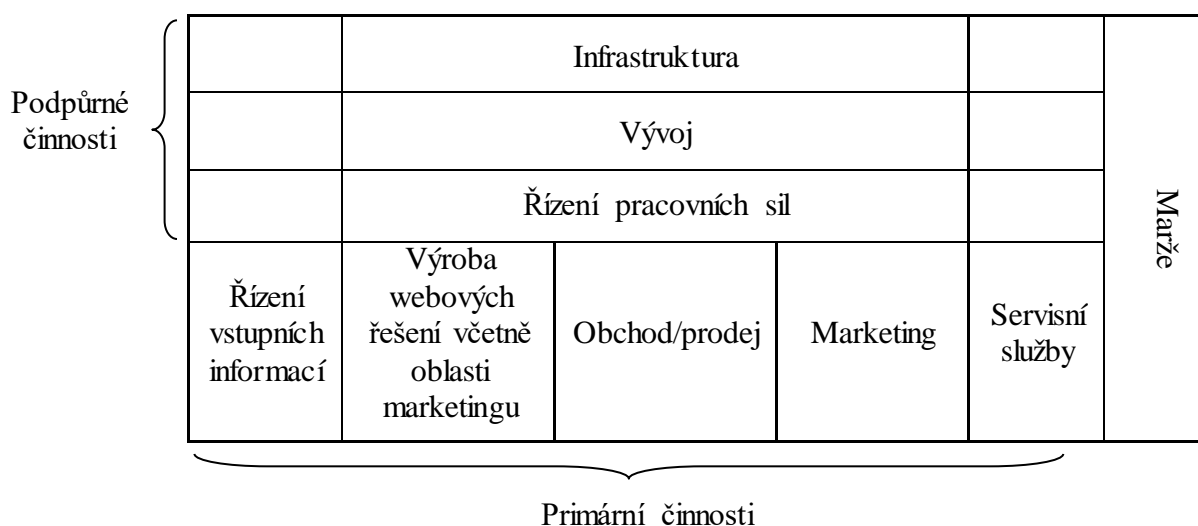 Podpůrné
činnosti
Infrastruktura
Vývoj
Řízení pracovních sil
Řízení
vstupních
informací
Výroba
webových
řešení včetně
oblasti
marketingu
Obchod/prodej
Marketing
Servisní
služby
Marže
Primární činnosti